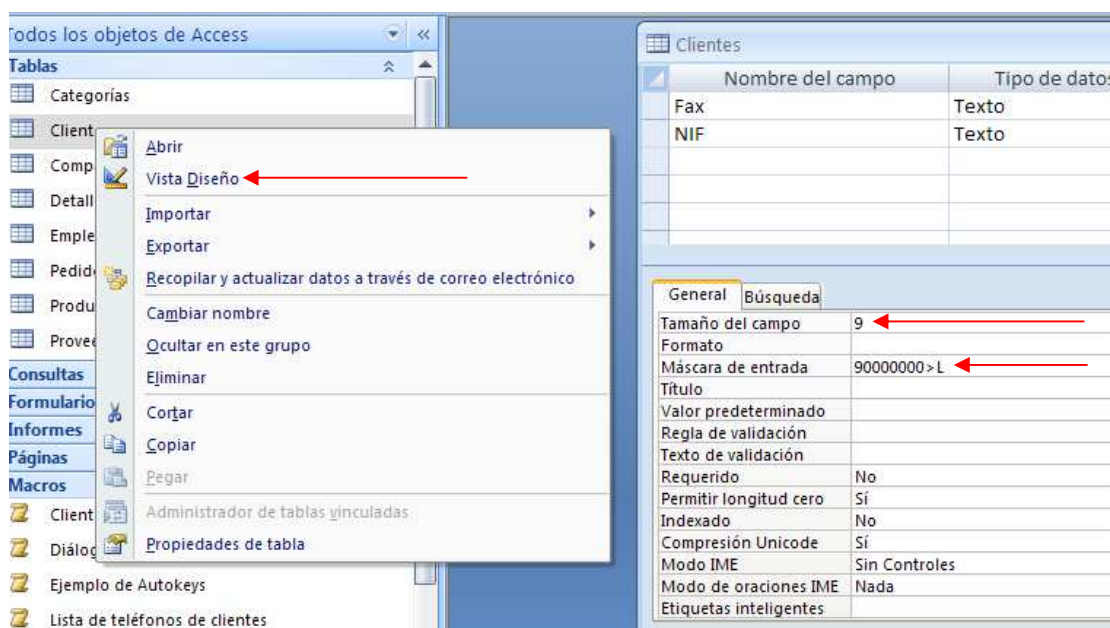 Todos los objetos de Access
Tablas
Categorías
Client
Comp
Detall
Emple
Pedid
Produ
Provee
Consultas
Formulario
Informes
Páginas
Macros
Client
Diálog
Ejemplo de Autokeys
Lista de teléfonos de clientes
Abrir
Vista Diseño
Importar
Exportar
Recopilar y actualizar datos a través de correo electrónico
Cambiar nombre
Ocultar en este grupo
Eliminar
Cortar
Copiar
Pegar
Administrador de tablas vinculadas
Propiedades de tabla
Clientes
Nombre del campo Tipo de datos
Fax Texto
NIF Texto
General Búsqueda
Tamaño del campo 9
Formato
Máscara de entrada 90000000>L
Título
Valor predeterminado
Regla de validación
Texto de validación
Requerido No
Permitir longitud cero Sí
Indexado No
Compresión Unicode Sí
Modo IME Sin Controles
Modo de oraciones IME Nada
Etiquetas inteligentes